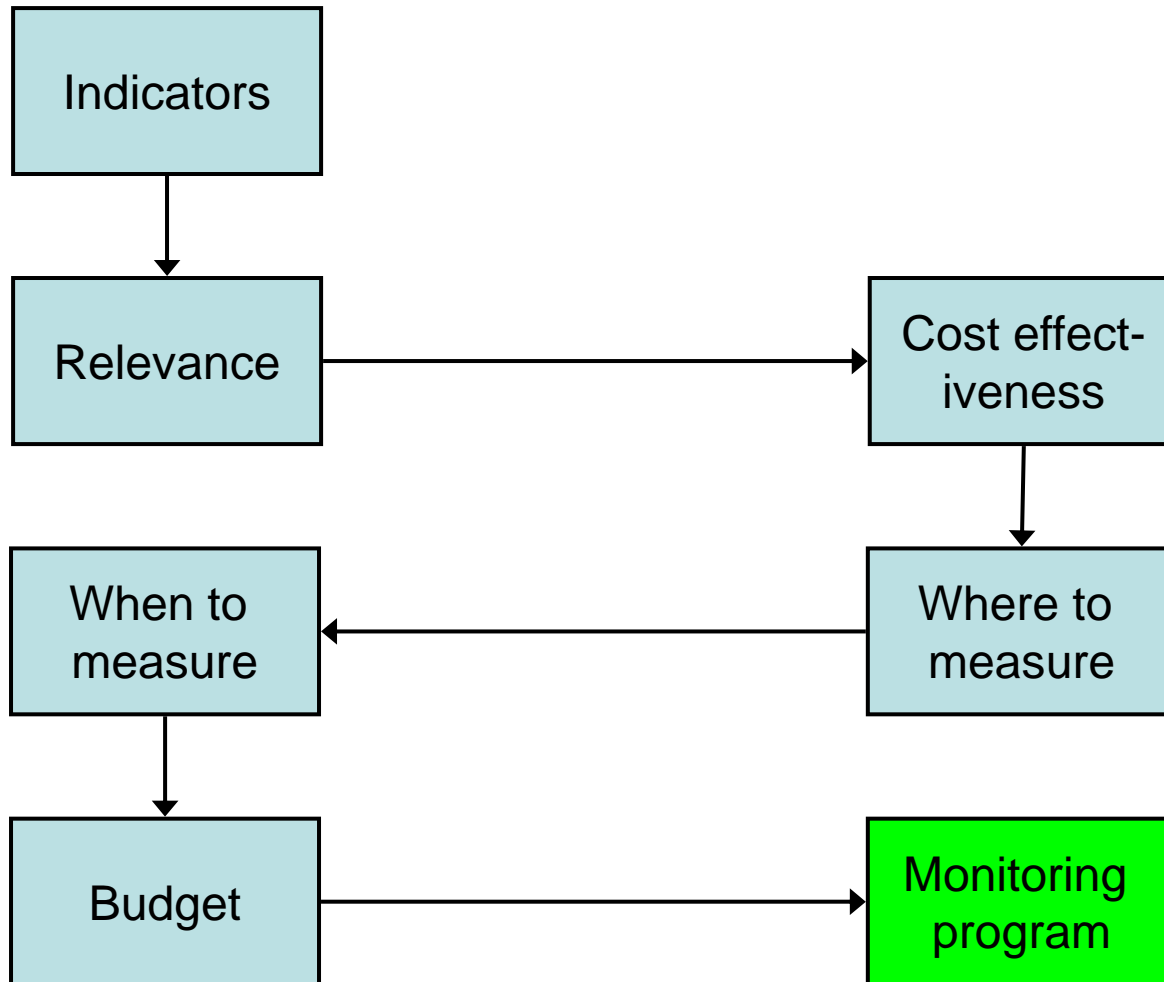 Indicators
Relevance
Cost effect-
iveness
When to
measure
Where to
measure
Budget
Monitoring
program